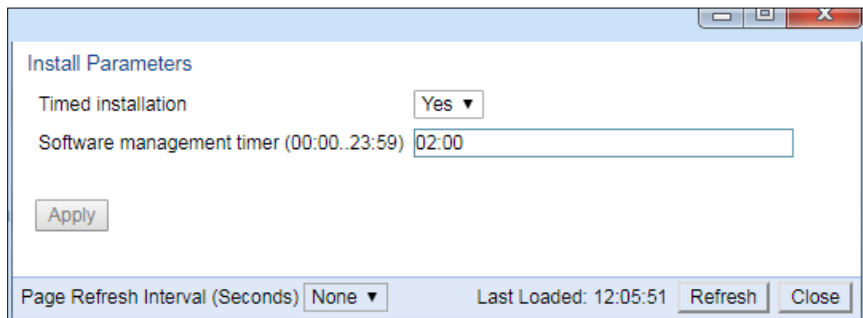 Install Parameters
Timed installation Yes ▼
Software management timer (00:00..23:59) 02:00
Apply
Page Refresh Interval (Seconds) None ▼ Last Loaded: 12:05:51 Refresh Close